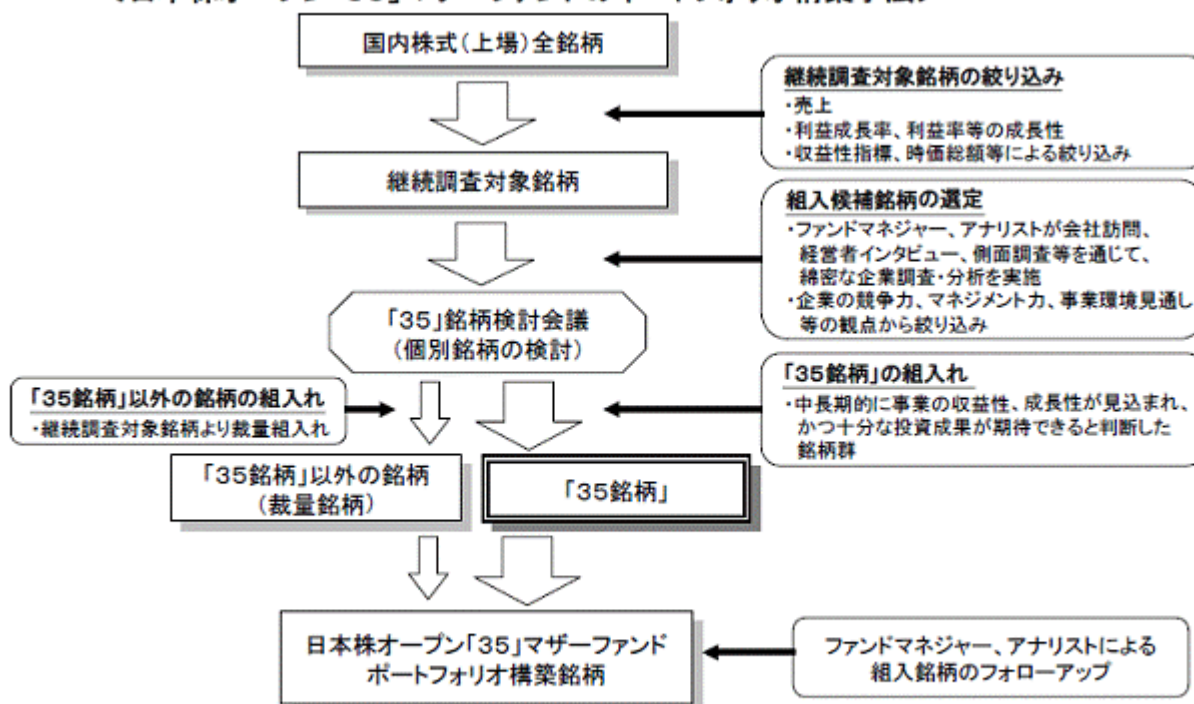 国内株式(上場)全銘柄
継続調査対象銘柄の絞り込み
・売上
・利益成長率、利益率等の成長性
・収益性指標、時価総額等による絞り込み
継続調査対象銘柄
組入候補銘柄の選定
・ファンドマネジャー、アナリストが会社訪問、
経営者インタビュー、側面調査等を通じて、
綿密な企業調査・分析を実施
・企業の競争力、マネジメント力、事業環境見通し
等の観点から絞り込み
「35」銘柄検討会議
(個別銘柄の検討)
「35銘柄」以外の銘柄の組入れ
・継続調査対象銘柄より裁量組入れ
「35銘柄」の組入れ
・中長期的に事業の収益性、成長性が見込まれ、
かつ十分な投資成果が期待できると判断した
銘柄群
「35銘柄」以外の銘柄
(裁量銘柄)
「35銘柄」
日本株オープン「35」マザーファンド
ポートフォリオ構築銘柄
ファンドマネジャー、アナリストによる
組入銘柄のフォローアップ